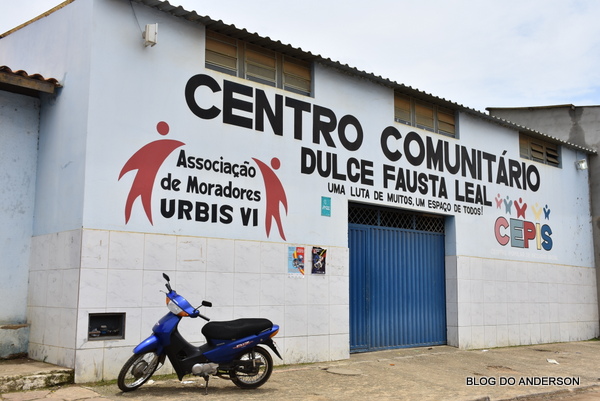 CENTRO COMUNITÁRIO
DULCE FAUSTA LEAL
UMA LUTA DE MUITOS, UM ESPAÇO DE TODOS!
Associação
de Moradores
URBIS VI
CEPIS
BLOG DO ANDERSON